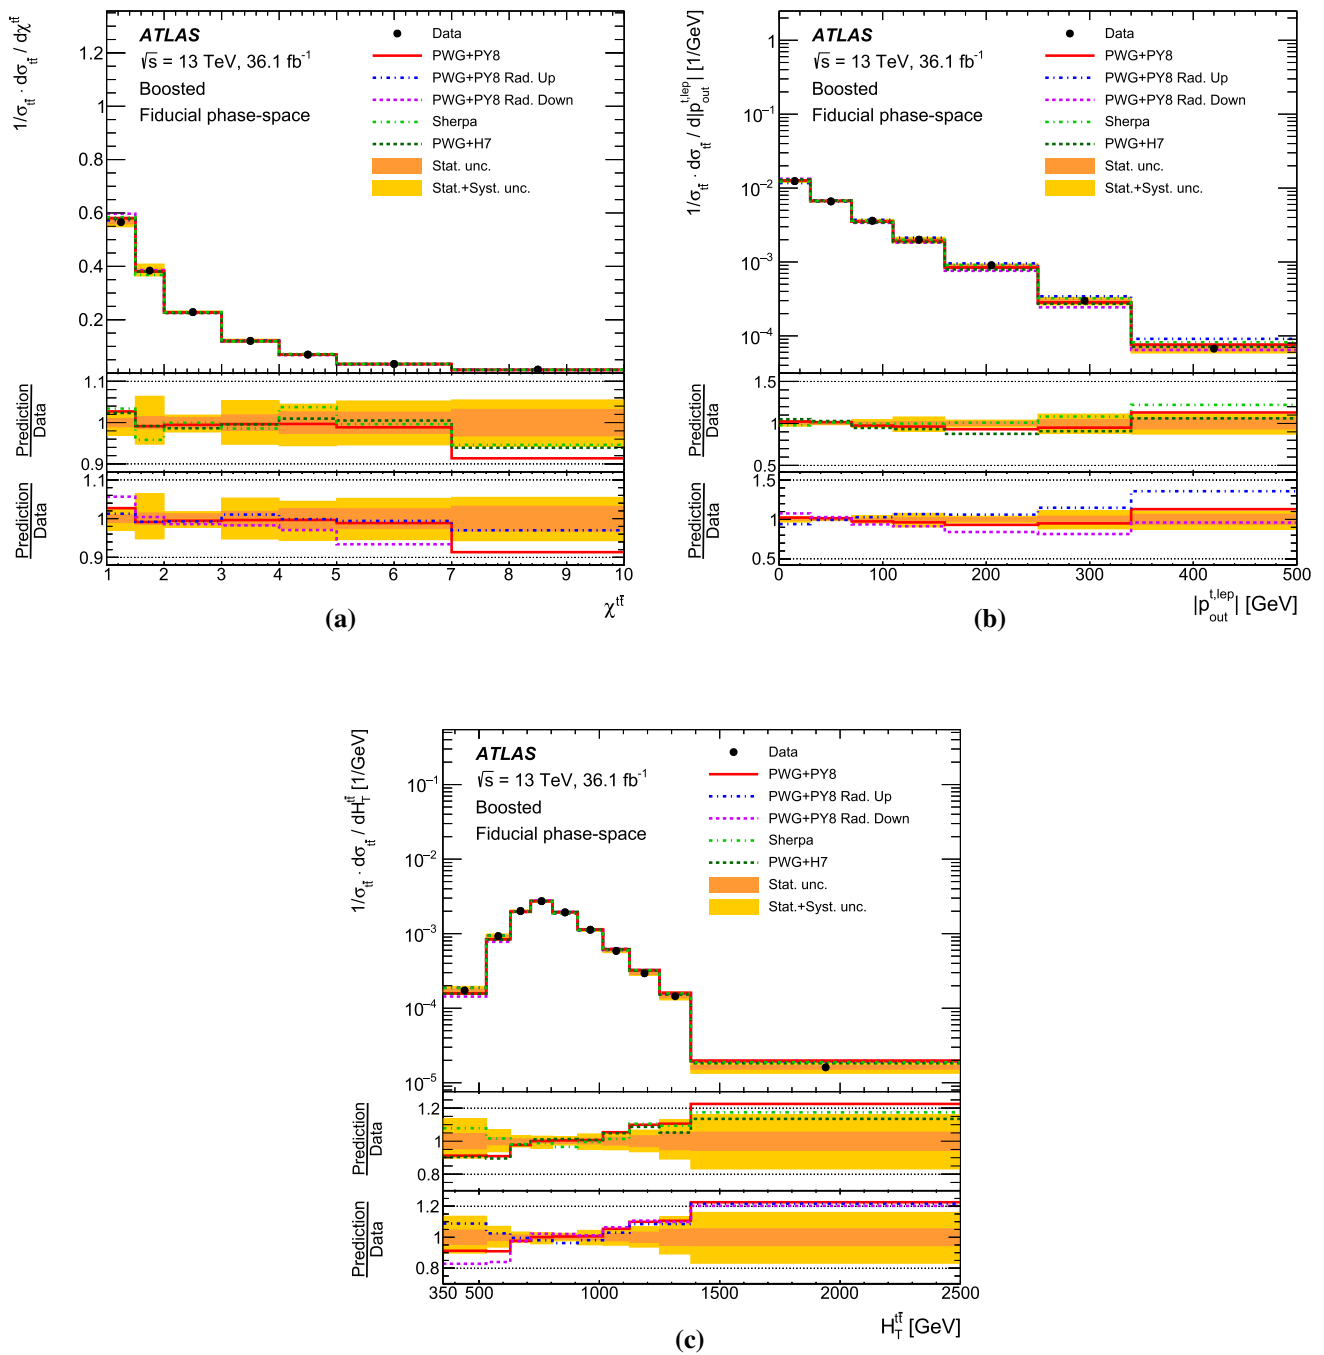 1/σtt̄ · dσtt̄ / dχtt̄
ATLAS
√s = 13 TeV, 36.1 fb-1
Boosted
Fiducial phase-space
Data
PWG+PY8
PWG+PY8 Rad. Up
PWG+PY8 Rad. Down
Sherpa
PWG+H7
Stat. unc.
Stat.+Syst. unc.
1.2
1
0.8
0.6
0.4
0.2
Prediction
Data
1.1
1
0.9
Prediction
Data
1.1
1
0.9
1 2 3 4 5 6 7 8 9 10
χtt̄
(a)
1/σtt̄ · dσtt̄ / d|p out t,lep| [1/GeV]
ATLAS
√s = 13 TeV, 36.1 fb-1
Boosted
Fiducial phase-space
Data
PWG+PY8
PWG+PY8 Rad. Up
PWG+PY8 Rad. Down
Sherpa
PWG+H7
Stat. unc.
Stat.+Syst. unc.
1
10−1
10−2
10−3
10−4
Prediction
Data
1.5
1
0.5
Prediction
Data
1.5
1
0.5
0 100 200 300 400 500
|p out t,lep| [GeV]
(b)
1/σtt̄ · dσtt̄ / dH T tt̄ [1/GeV]
ATLAS
√s = 13 TeV, 36.1 fb-1
Boosted
Fiducial phase-space
Data
PWG+PY8
PWG+PY8 Rad. Up
PWG+PY8 Rad. Down
Sherpa
PWG+H7
Stat. unc.
Stat.+Syst. unc.
10−1
10−2
10−3
10−4
10−5
Prediction
Data
1.2
1
0.8
Prediction
Data
1.2
1
0.8
350 500 1000 1500 2000 2500
H T tt̄ [GeV]
(c)